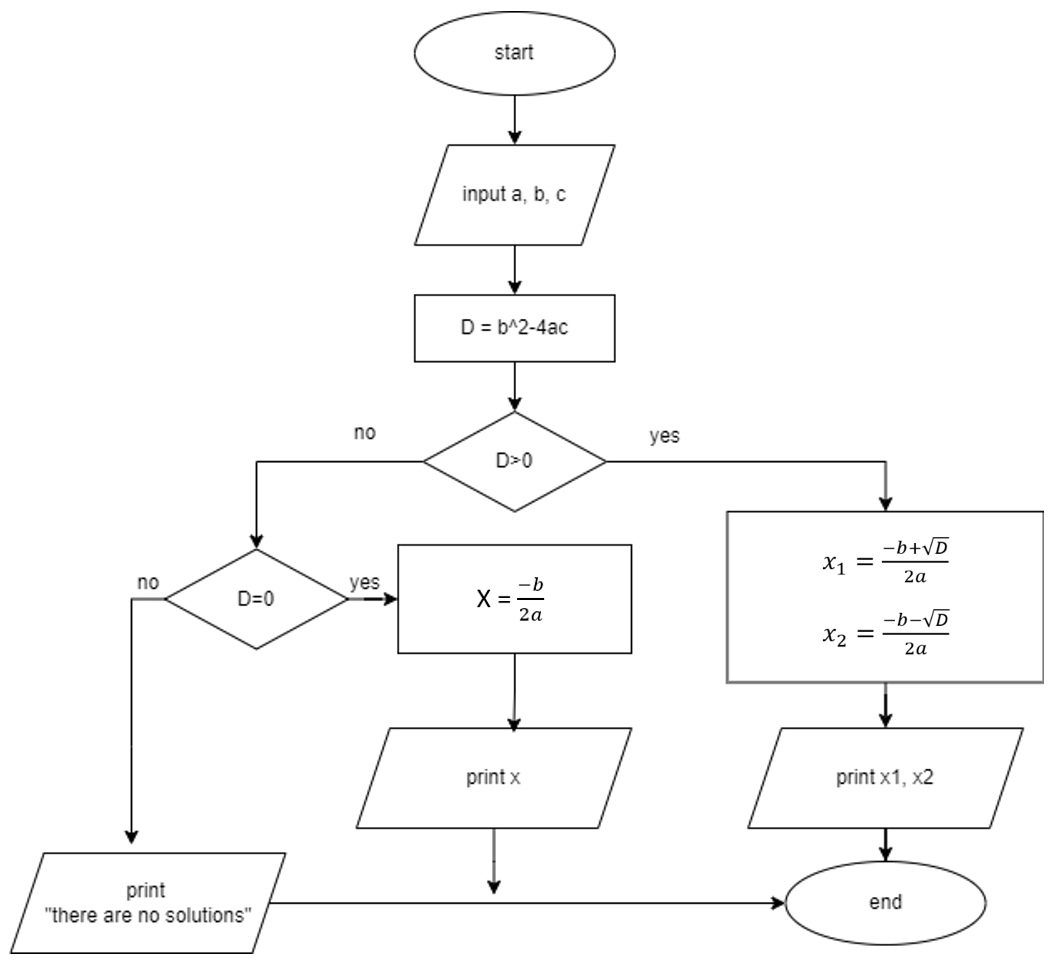 start
input a, b, c
D = b^2-4ac
D>0
no
yes
D=0
no
yes
X = \frac{-b}{2a}
x_1 = \frac{-b+\sqrt{D}}{2a}
x_2 = \frac{-b-\sqrt{D}}{2a}
print x
print x1, x2
print
"there are no solutions"
end